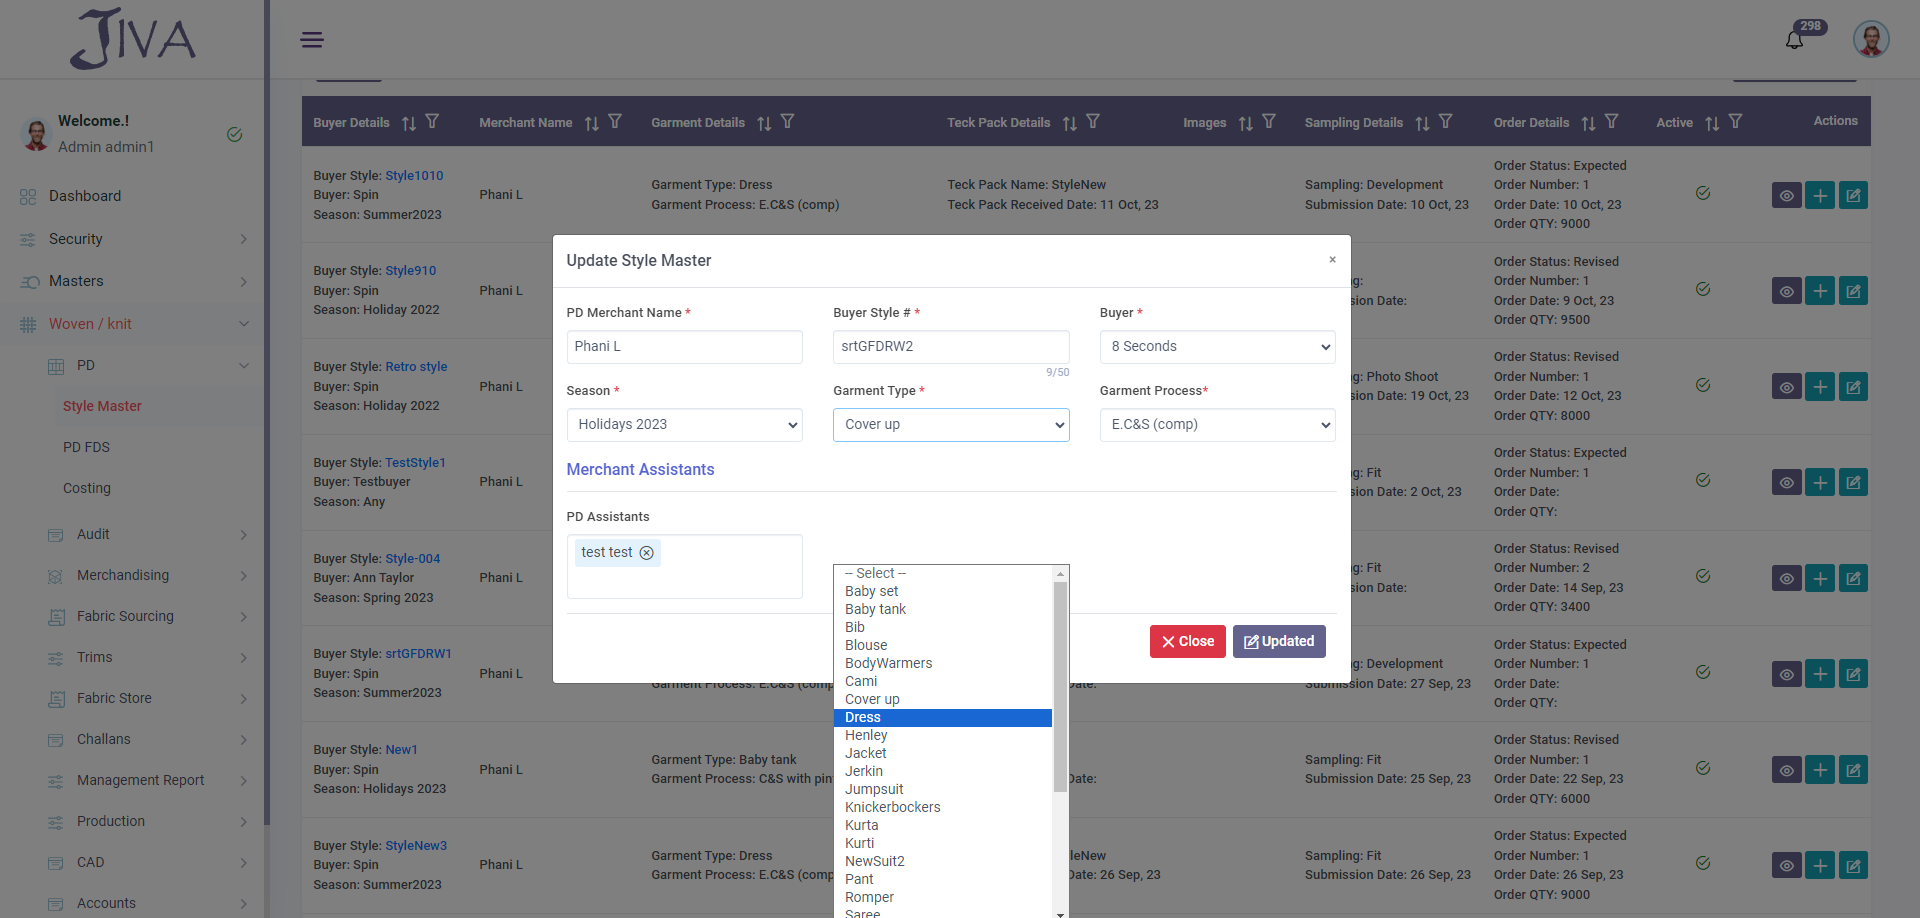 JIVA
298
Welcome.!
Admin admin1
Dashboard
Security
Masters
Woven / knit
PD
Style Master
PD FDS
Costing
Audit
Merchandising
Fabric Sourcing
Trims
Fabric Store
Challans
Management Report
Production
CAD
Accounts
Buyer Details Merchant Name Garment Details Teck Pack Details Images Sampling Details Order Details Active Actions
Buyer Style: Style1010
Buyer: Spin
Season: Summer2023
Phani L
Garment Type: Dress
Garment Process: E.C&S (comp)
Teck Pack Name: StyleNew
Teck Pack Received Date: 11 Oct, 23
Sampling: Development
Submission Date: 10 Oct, 23
Order Status: Expected
Order Number: 1
Order Date: 10 Oct, 23
Order QTY: 9000
Buyer Style: Style910
Buyer: Spin
Season: Holiday 2022
Phani L
g:
sion Date:
Order Status: Revised
Order Number: 1
Order Date: 9 Oct, 23
Order QTY: 9500
Buyer Style: Retro style
Buyer: Spin
Season: Holiday 2022
Phani L
g: Photo Shoot
sion Date: 19 Oct, 23
Order Status: Revised
Order Number: 1
Order Date: 12 Oct, 23
Order QTY: 8000
Buyer Style: TestStyle1
Buyer: Testbuyer
Season: Any
Phani L
g: Fit
sion Date: 2 Oct, 23
Order Status: Expected
Order Number: 1
Order Date:
Order QTY:
Buyer Style: Style-004
Buyer: Ann Taylor
Season: Spring 2023
Phani L
g: Fit
sion Date:
Order Status: Revised
Order Number: 2
Order Date: 14 Sep, 23
Order QTY: 3400
Buyer Style: srtGFDRW1
Buyer: Spin
Season: Summer2023
Phani L
Garment Process: E.C&S (comp
Date:
g: Development
Submission Date: 27 Sep, 23
Order Status: Expected
Order Number: 1
Order Date:
Order QTY:
Buyer Style: New1
Buyer: Spin
Season: Holidays 2023
Phani L
Garment Type: Baby tank
Garment Process: C&S with pin
Date:
Sampling: Fit
Submission Date: 25 Sep, 23
Order Status: Revised
Order Number: 1
Order Date: 22 Sep, 23
Order QTY: 6000
Buyer Style: StyleNew3
Buyer: Spin
Season: Summer2023
Phani L
Garment Type: Dress
Garment Process: E.C&S (comp
leNew
Date: 26 Sep, 23
Sampling: Fit
Submission Date: 26 Sep, 23
Order Status: Expected
Order Number: 1
Order Date: 26 Sep, 23
Order QTY: 9000
Update Style Master
×
PD Merchant Name *
Phani L
Buyer Style # *
srtGFDRW2
9/50
Buyer *
8 Seconds
Season *
Holidays 2023
Garment Type *
Cover up
Garment Process*
E.C&S (comp)
Merchant Assistants
PD Assistants
test test
Close
Updated
-- Select --
Baby set
Baby tank
Bib
Blouse
BodyWarmers
Cami
Cover up
Dress
Henley
Jacket
Jerkin
Jumpsuit
Knickerbockers
Kurta
Kurti
NewSuit2
Pant
Romper
Saree